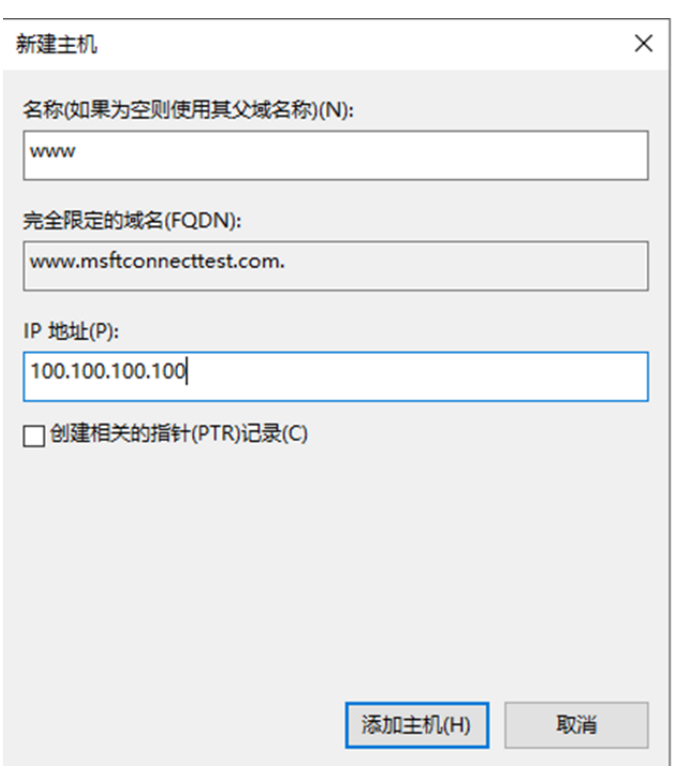 新建主机
名称(如果为空则使用其父域名称)(N):
www
完全限定的域名(FQDN):
www.msftconnecttest.com.
IP 地址(P):
100.100.100.100
创建相关的指针(PTR)记录(C)
添加主机(H) 取消